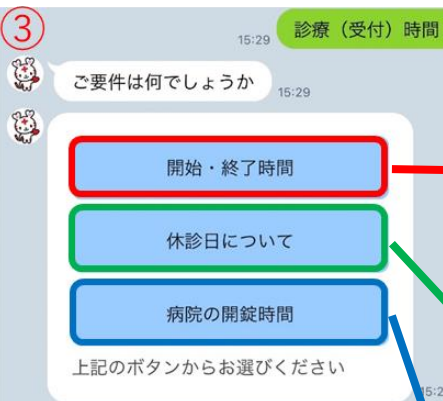 ③
15:29
診療（受付）時間
ご要件は何でしょうか
15:29
開始・終了時間
休診日について
病院の開錠時間
上記のボタンからお選びください